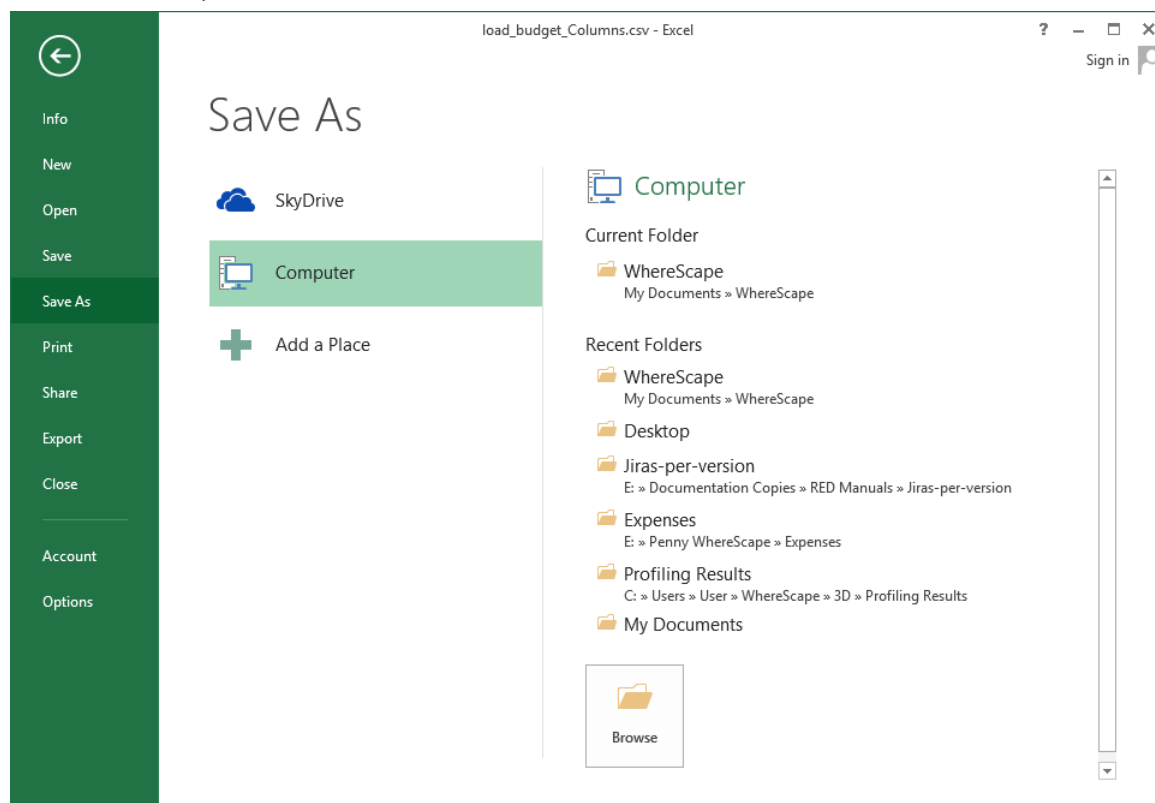 load_budget_Columns.csv - Excel
?
Sign in
Info
New
Open
Save
Save As
Print
Share
Export
Close
Account
Options
Save As
SkyDrive
Computer
Add a Place
Computer
Current Folder
WhereScape
My Documents » WhereScape
Recent Folders
WhereScape
My Documents » WhereScape
Desktop
Jiras-per-version
E: » Documentation Copies » RED Manuals » Jiras-per-version
Expenses
E: » Penny WhereScape » Expenses
Profiling Results
C: » Users » User » WhereScape » 3D » Profiling Results
My Documents
Browse